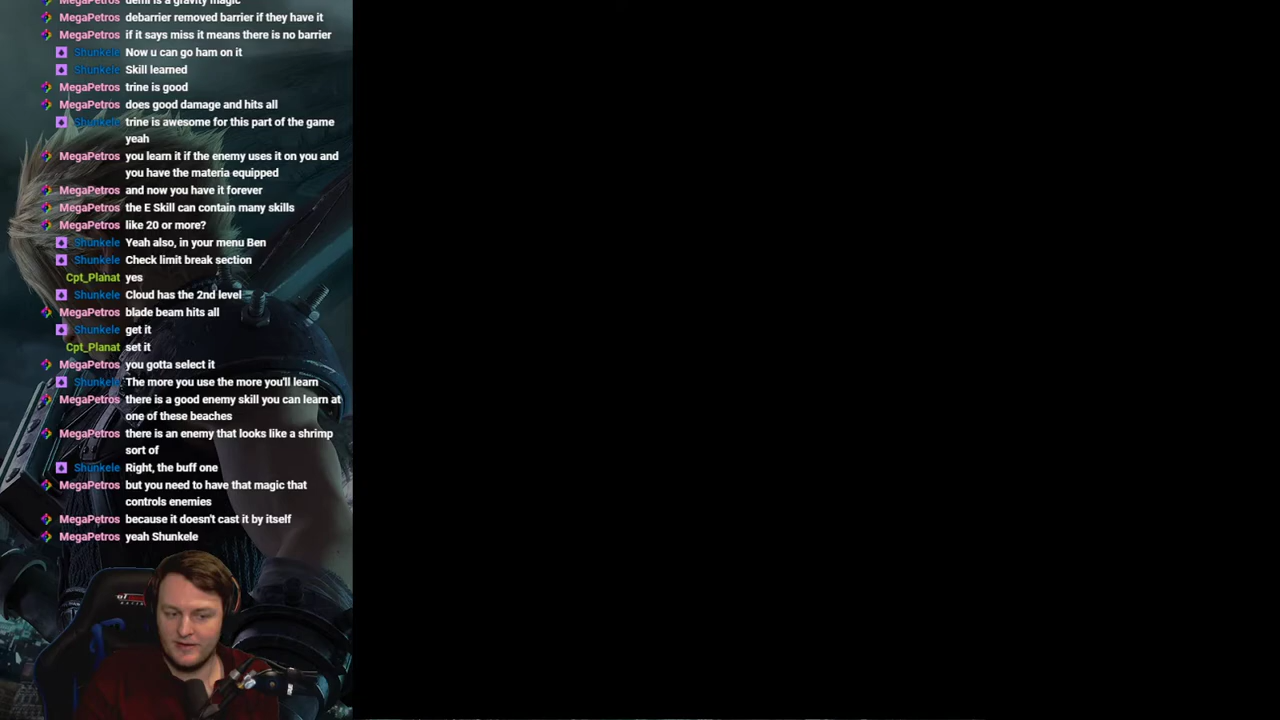 MegaPetros demi is a gravity magic
MegaPetros debarrier removed barrier if they have it
MegaPetros if it says miss it means there is no barrier
Shunkele Now u can go ham on it
Shunkele Skill learned
MegaPetros trine is good
MegaPetros does good damage and hits all
Shunkele trine is awesome for this part of the game
yeah
MegaPetros you learn it if the enemy uses it on you and
you have the materia equipped
MegaPetros and now you have it forever
MegaPetros the E Skill can contain many skills
MegaPetros like 20 or more?
Shunkele Yeah also, in your menu Ben
Shunkele Check limit break section
Cpt_Planat yes
Shunkele Cloud has the 2nd level
MegaPetros blade beam hits all
Shunkele get it
Cpt_Planat set it
MegaPetros you gotta select it
Shunkele The more you use the more you'll learn
MegaPetros there is a good enemy skill you can learn at
one of these beaches
MegaPetros there is an enemy that looks like a shrimp
sort of
Shunkele Right, the buff one
MegaPetros but you need to have that magic that
controls enemies
MegaPetros because it doesn't cast it by itself
MegaPetros yeah Shunkele